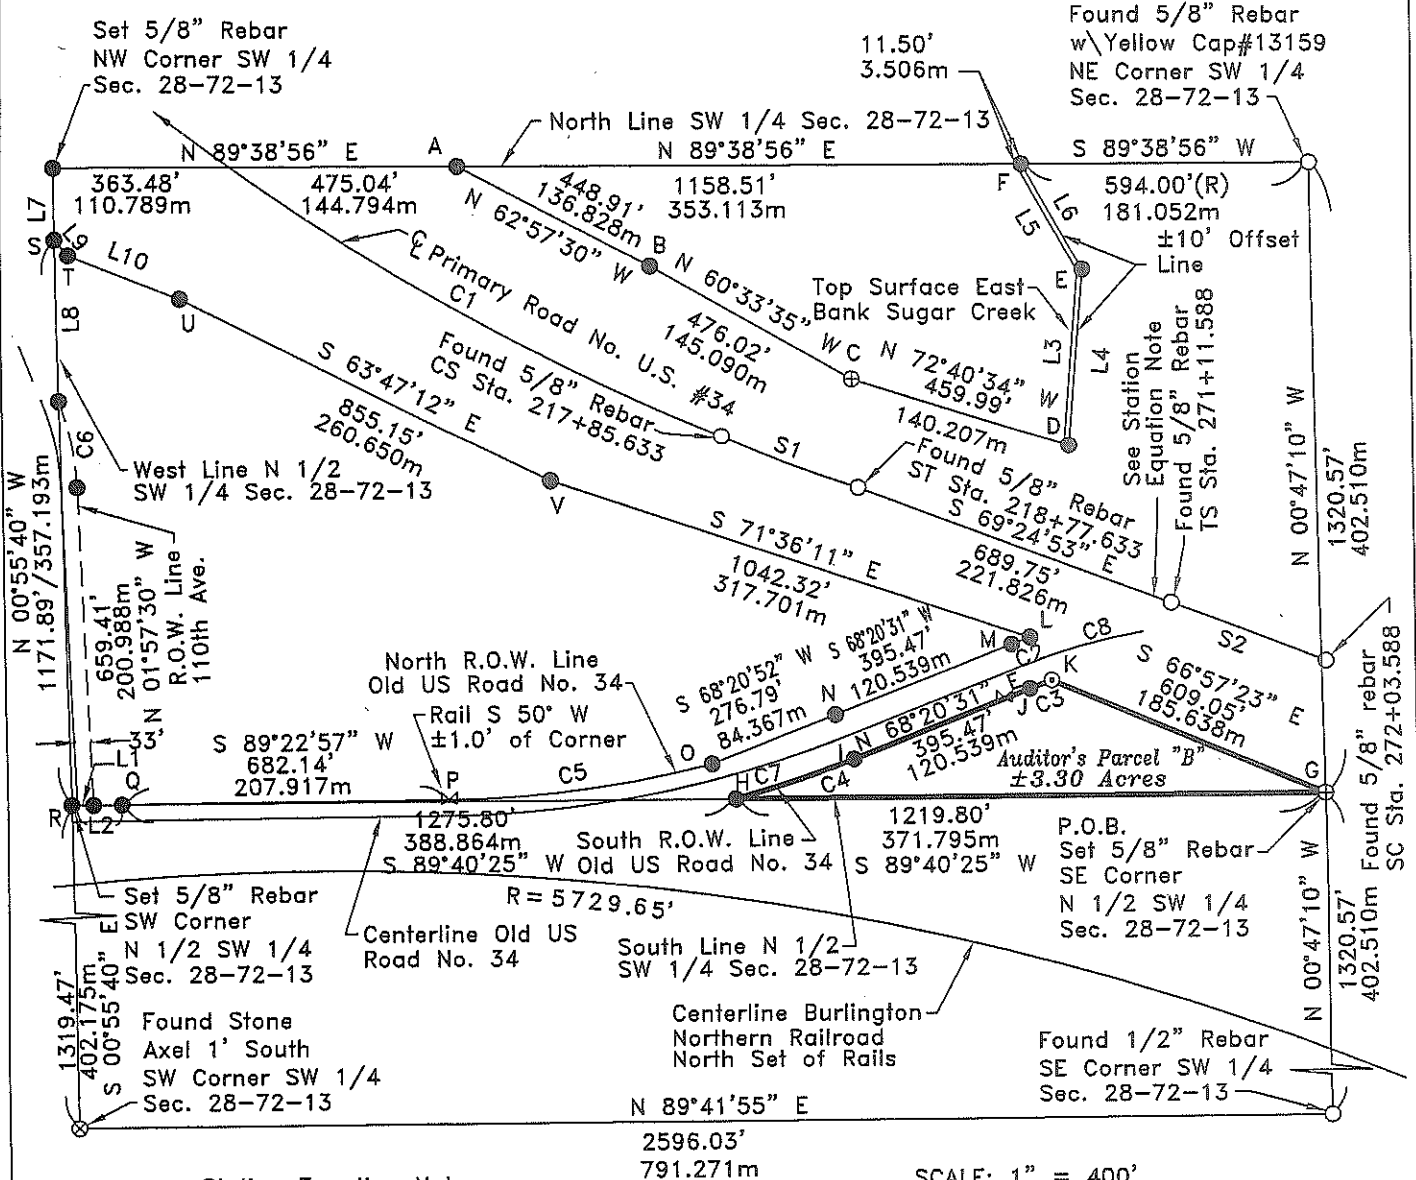 Set 5/8" Rebar
NW Corner SW 1/4
Sec. 28-72-13
11.50'
3.506m
Found 5/8" Rebar
w\Yellow Cap#13159
NE Corner SW 1/4
Sec. 28-72-13
North Line SW 1/4 Sec. 28-72-13
N 89°38'56" E
A
N 89°38'56" E
S 89°38'56" W
363.48'
110.789m
475.04'
144.794m
448.91'
136.828m
N 62°57'30" W
1158.51'
353.113m
F
594.00'(R)
181.052m
L7
S
L9
T
L10
U
L8
L5
L6
±10' Offset
Line
E
B
N 60°33'35" W
476.02'
145.090m
Top Surface East
Bank Sugar Creek
L3
L4
℄ Primary Road No. U.S. #34
C1
C
N 72°40'34" W
459.99'
140.207m
D
See Station
Equation Note
Found 5/8" Rebar
TS Sta. 271+11.588
N 00°47'10" W
1320.57'
402.510m
S 63°47'12" E
855.15'
260.650m
Found 5/8" Rebar
CS Sta. 217+85.633
S1
Found 5/8" Rebar
ST Sta. 218+77.633
S 69°24'53" E
689.75'
221.826m
C6
West Line N 1/2
SW 1/4 Sec. 28-72-13
V
S 71°36'11" E
1042.32'
317.701m
N 00°55'40" W
1171.89'/357.193m
659.41'
200.988m
N 01°57'30" W
R.O.W. Line
110th Ave.
S2
L
M
C2
C8
Found 5/8" rebar
SC Sta. 272+03.588
North R.O.W. Line
Old US Road No. 34
S 68°20'52" W
276.79'
84.367m
S 68°20'31" W
395.47'
120.539m
N
K
S 66°57'23" E
609.05'
185.638m
Rail S 50° W
±1.0' of Corner
33'
L1
Q
S 89°22'57" W
682.14'
207.917m
P
C5
O
H
C7
I
C4
N 68°20'31" E
395.47'
120.539m
J
C3
Auditor's Parcel "B"
±3.30 Acres
G
R
L2
1275.80'
388.864m
S 89°40'25" W
South R.O.W. Line
Old US Road No. 34
1219.80'
371.795m
S 89°40'25" W
P.O.B.
Set 5/8" Rebar
SE Corner
N 1/2 SW 1/4
Sec. 28-72-13
Set 5/8" Rebar
SW Corner
N 1/2 SW 1/4
Sec. 28-72-13
R=5729.65'
Centerline Old US
Road No. 34
South Line N 1/2
SW 1/4 Sec. 28-72-13
N 00°47'10" W
1320.57'
402.510m
1319.47'
402.175m
S 00°55'40" E
Found Stone
Axel 1' South
SW Corner SW 1/4
Sec. 28-72-13
Centerline Burlington
Northern Railroad
North Set of Rails
Found 1/2" Rebar
SE Corner SW 1/4
Sec. 28-72-13
N 89°41'55" E
2596.03'
791.271m
SCALE: 1" = 400'